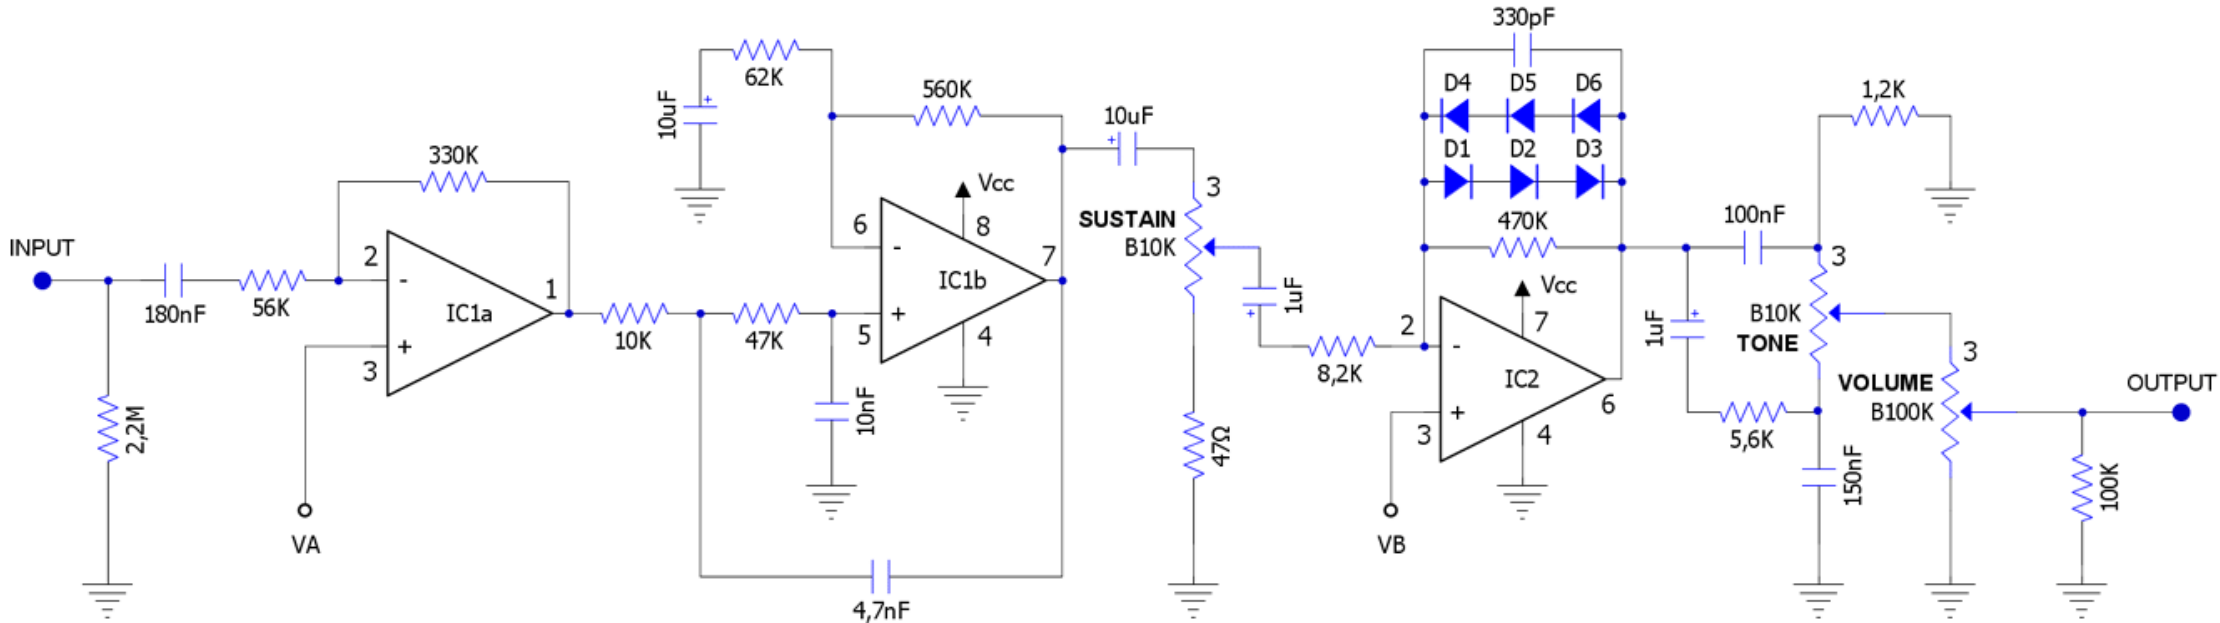 INPUT
180nF
56K
2,2M
330K
2
3
1
IC1a
VA
10K
47K
10nF
4,7nF
10uF
+
62K
560K
6
5
7
8
4
Vcc
IC1b
-
+
-
+
10uF
+
3
SUSTAIN
B10K
47Ω
1uF
+
8,2K
330pF
D4 D5 D6
D1 D2 D3
470K
Vcc
2
3
7
4
6
IC2
-
+
VB
100nF
1,2K
1uF
+
5,6K
3
B10K
TONE
150nF
3
VOLUME
B100K
100K
OUTPUT